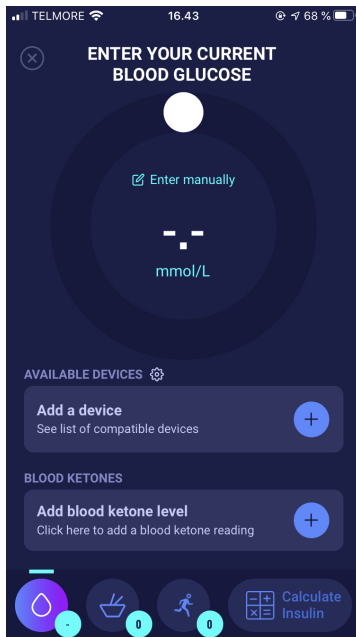 TELMORE 16.43 68 %
ENTER YOUR CURRENT
BLOOD GLUCOSE
Enter manually
-.-
mmol/L
AVAILABLE DEVICES
Add a device
See list of compatible devices
BLOOD KETONES
Add blood ketone level
Click here to add a blood ketone reading
- 0 0
Calculate
Insulin